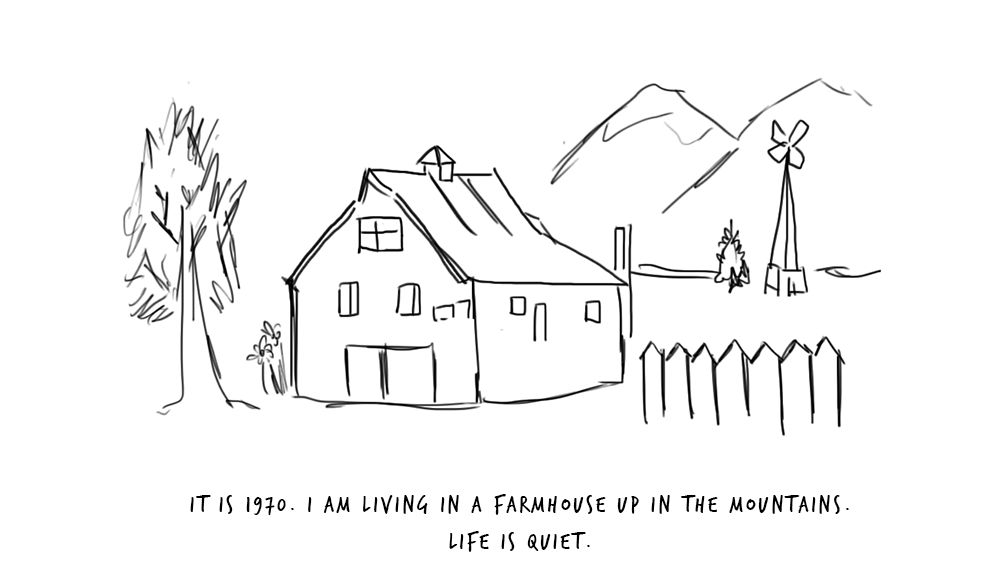 IT IS 1970. I AM LIVING IN A FARMHOUSE UP IN THE MOUNTAINS.
LIFE IS QUIET.